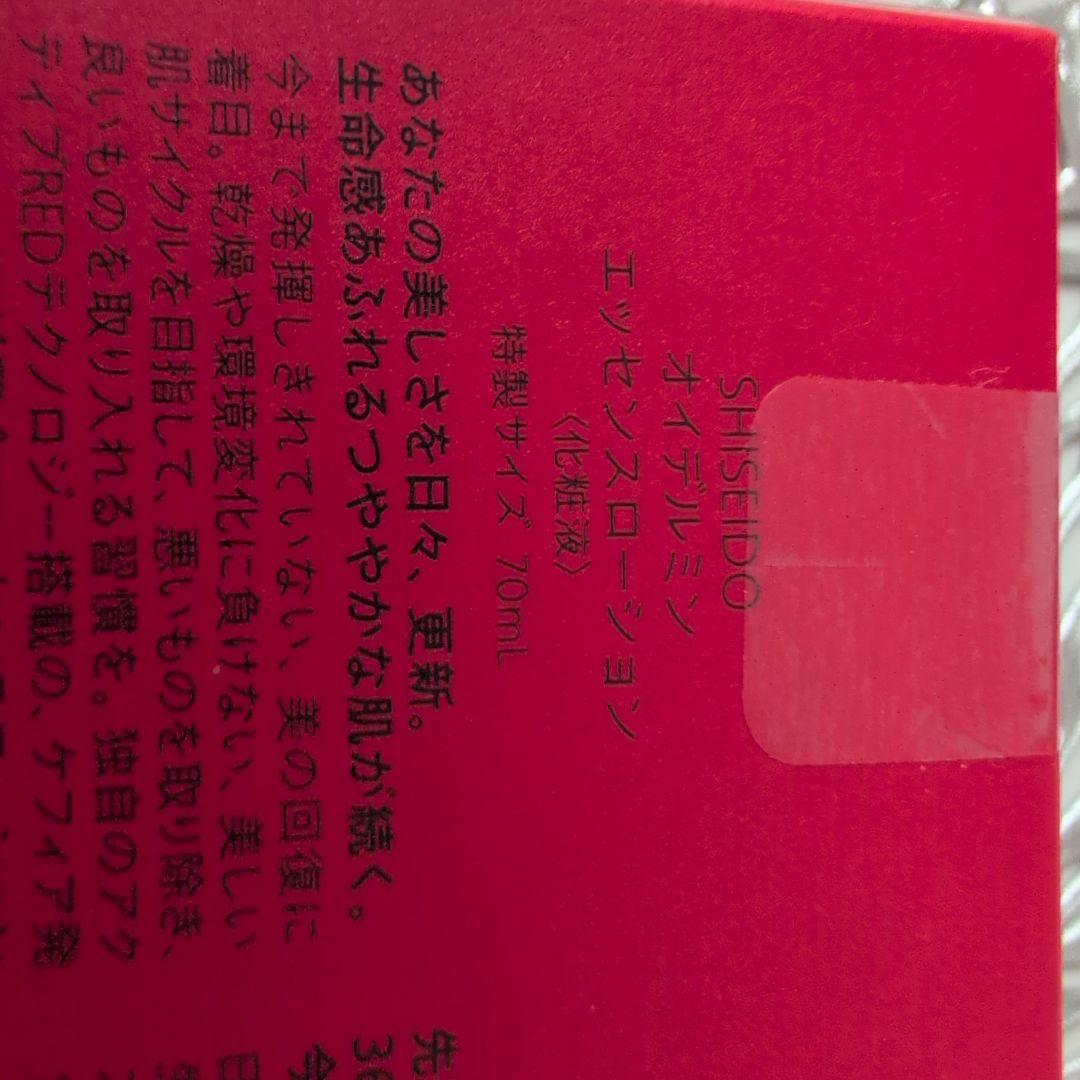 SHISEIDO
オイデルミン
エッセンスローション
〈化粧液〉
特製サイズ 70mL
あなたの美しさを日々、更新。
生命感あふれるつややかな肌が続く。
今まで発揮しきれていない、美の回復に
着目。乾燥や環境変化に負けない、美しい
肌サイクルを目指して、悪いものを取り除き、
良いものを取り入れる習慣を。独自のアク
ティブREDテクノロジー搭載の、ケフィア発
先
36
今
日